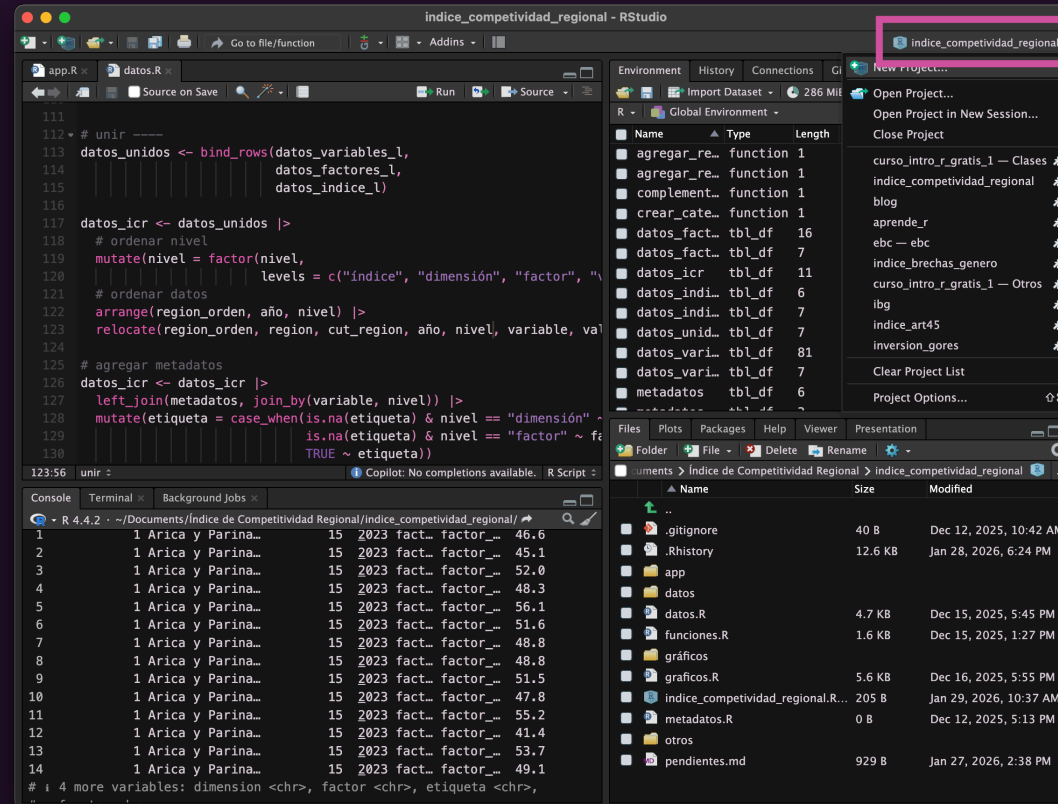 indice_competividad_regional - RStudio
Go to file/function
Addins
indice_competividad_regional
app.R
datos.R
Source on Save
Run
Source
111
112 # unir ----
113 datos_unidos <- bind_rows(datos_variables_l,
114 datos_factores_l,
115 datos_indice_l)
116
117 datos_icr <- datos_unidos |>
118 # ordenar nivel
119 mutate(nivel = factor(nivel,
120 levels = c("índice", "dimensión", "factor", "v
121 # ordenar datos
122 arrange(region_orden, año, nivel) |>
123 relocate(region_orden, region, cut_region, año, nivel, variable, val
124
125 # agregar metadatos
126 datos_icr <- datos_icr |>
127 left_join(metadatos, join_by(variable, nivel)) |>
128 mutate(etiqueta = case_when(is.na(etiqueta) & nivel == "dimensión" ~
129 is.na(etiqueta) & nivel == "factor" ~ fa
130 TRUE ~ etiqueta))
123:56 unir
Copilot: No completions available. R Script
Console Terminal Background Jobs
R 4.4.2 · ~/Documents/Índice de Competitividad Regional/indice_competividad_regional/
1 1 Arica y Parina… 15 2023 fact… factor_… 46.6
2 1 Arica y Parina… 15 2023 fact… factor_… 45.1
3 1 Arica y Parina… 15 2023 fact… factor_… 52.0
4 1 Arica y Parina… 15 2023 fact… factor_… 48.3
5 1 Arica y Parina… 15 2023 fact… factor_… 56.1
6 1 Arica y Parina… 15 2023 fact… factor_… 51.6
7 1 Arica y Parina… 15 2023 fact… factor_… 48.8
8 1 Arica y Parina… 15 2023 fact… factor_… 48.8
9 1 Arica y Parina… 15 2023 fact… factor_… 51.5
10 1 Arica y Parina… 15 2023 fact… factor_… 47.8
11 1 Arica y Parina… 15 2023 fact… factor_… 55.2
12 1 Arica y Parina… 15 2023 fact… factor_… 41.4
13 1 Arica y Parina… 15 2023 fact… factor_… 53.7
14 1 Arica y Parina… 15 2023 fact… factor_… 49.1
# ℹ 4 more variables: dimension <chr>, factor <chr>, etiqueta <chr>,
Environment History Connections Gi
Import Dataset 286 MiB
R Global Environment
Name Type Length
agregar_re… function 1
agregar_re… function 1
complement… function 1
crear_cate… function 1
datos_fact… tbl_df 16
datos_fact… tbl_df 7
datos_icr tbl_df 11
datos_indi… tbl_df 6
datos_indi… tbl_df 7
datos_unid… tbl_df 7
datos_vari… tbl_df 81
datos_vari… tbl_df 7
metadatos tbl_df 6
New Project...
Open Project...
Open Project in New Session...
Close Project
curso_intro_r_gratis_1 — Clases
indice_competividad_regional
blog
aprende_r
ebc — ebc
indice_brechas_genero
curso_intro_r_gratis_1 — Otros
ibg
indice_art45
inversion_gores
Clear Project List
Project Options...
Files Plots Packages Help Viewer Presentation
Folder File Delete Rename
cuments Índice de Competitividad Regional indice_competividad_regional
Name Size Modified
..
.gitignore 40 B Dec 12, 2025, 10:42 AM
.Rhistory 12.6 KB Jan 28, 2026, 6:24 PM
app
datos
datos.R 4.7 KB Dec 15, 2025, 5:45 PM
funciones.R 1.6 KB Dec 15, 2025, 1:27 PM
gráficos
graficos.R 5.6 KB Dec 16, 2025, 5:55 PM
indice_competividad_regional.R... 205 B Jan 29, 2026, 10:37 AM
metadatos.R 0 B Dec 12, 2025, 5:13 PM
otros
pendientes.md 929 B Jan 27, 2026, 2:38 PM